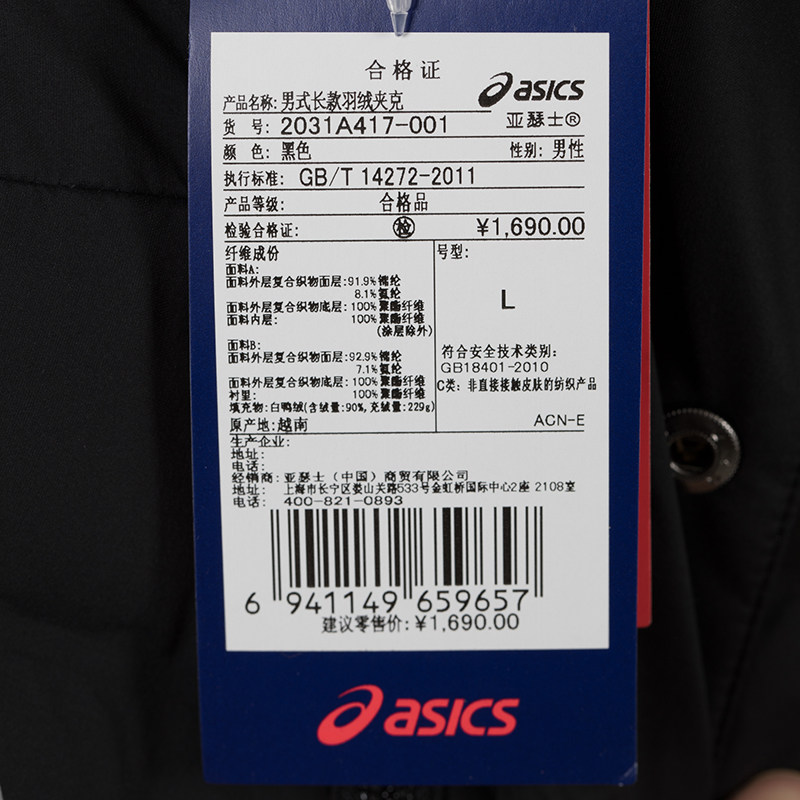 合格证
asics
亚瑟士®
产品名称: 男式长款羽绒夹克
货 号: 2031A417-001
颜 色: 黑色 性别: 男性
执行标准: GB/T 14272-2011
产品等级: 合格品
检验合格证: 检 ¥1,690.00
纤维成份
面料A:
面料外层复合织物面层: 91.9% 锦纶
8.1% 氨纶
面料外层复合织物底层: 100% 聚酯纤维
面料内层: 100% 聚酯纤维
(涂层除外)
面料B:
面料外层复合织物面层: 92.9% 锦纶
7.1% 氨纶
面料外层复合织物底层: 100% 聚酯纤维
衬里: 100% 聚酯纤维
填充物: 白鸭绒(含绒量: 90%, 充绒量: 229g)
号型:
L
符合安全技术类别:
GB18401-2010
C类: 非直接接触皮肤的纺织产品
ACN-E
原产地: 越南
生产企业:
地址:
电话:
经销商: 亚瑟士（中国）商贸有限公司
地址: 上海市长宁区娄山关路533号金虹桥国际中心2座 2108室
电话: 400-821-0893
6 941149 659657
建议零售价: ¥1,690.00
asics